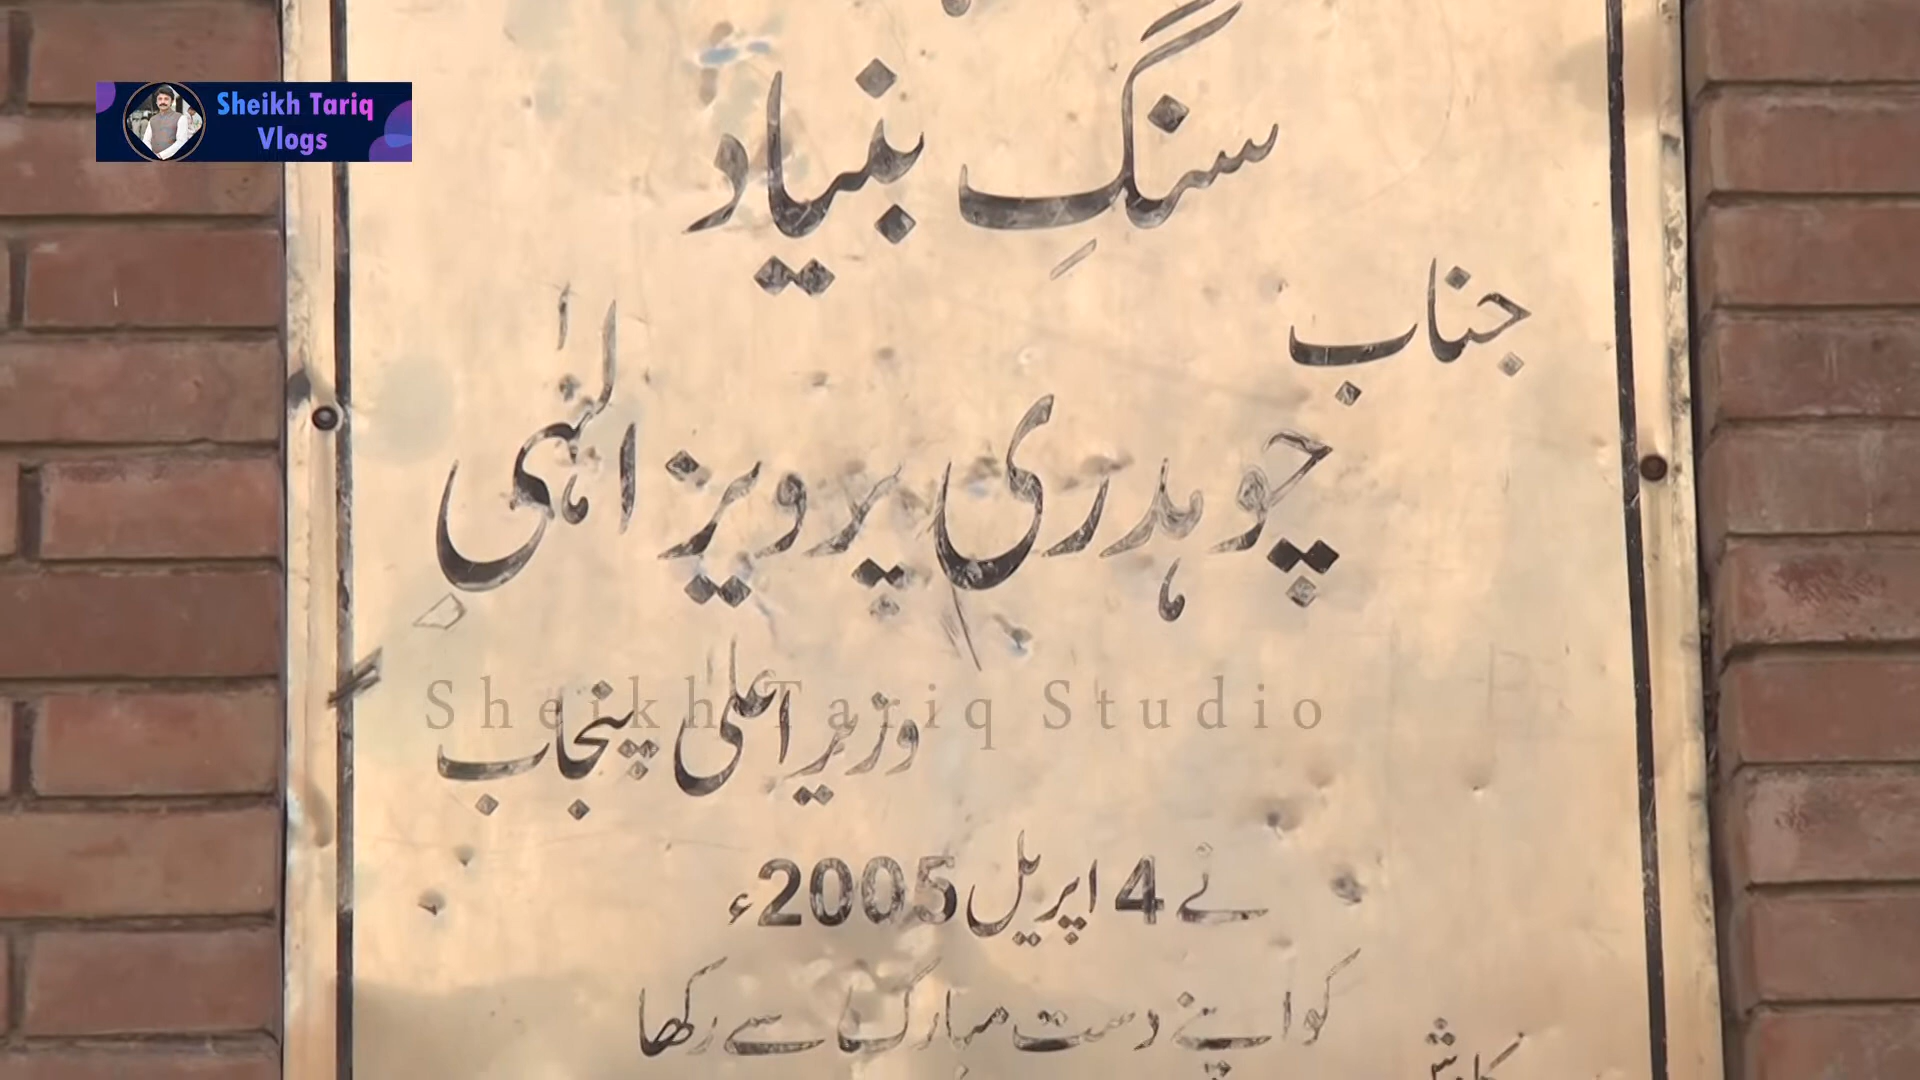 Sheikh Tariq
Vlogs
سنگِ بنیاد
جناب
چوہدری پرویز الٰہی
وزیر اعلیٰ پنجاب
Sheikh Tariq Studio
نے 4 اپریل 2005ء
کو اپنے دست مبارک سے رکھا